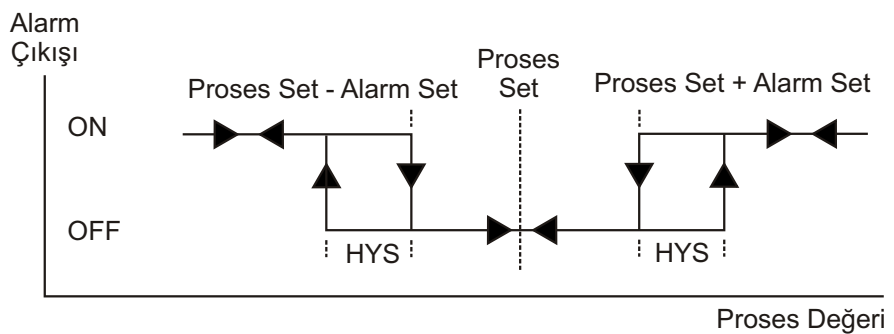 Alarm
Çıkışı
Proses Set - Alarm Set
Proses
Set
Proses Set + Alarm Set
ON
OFF
HYS
HYS
Proses Değeri